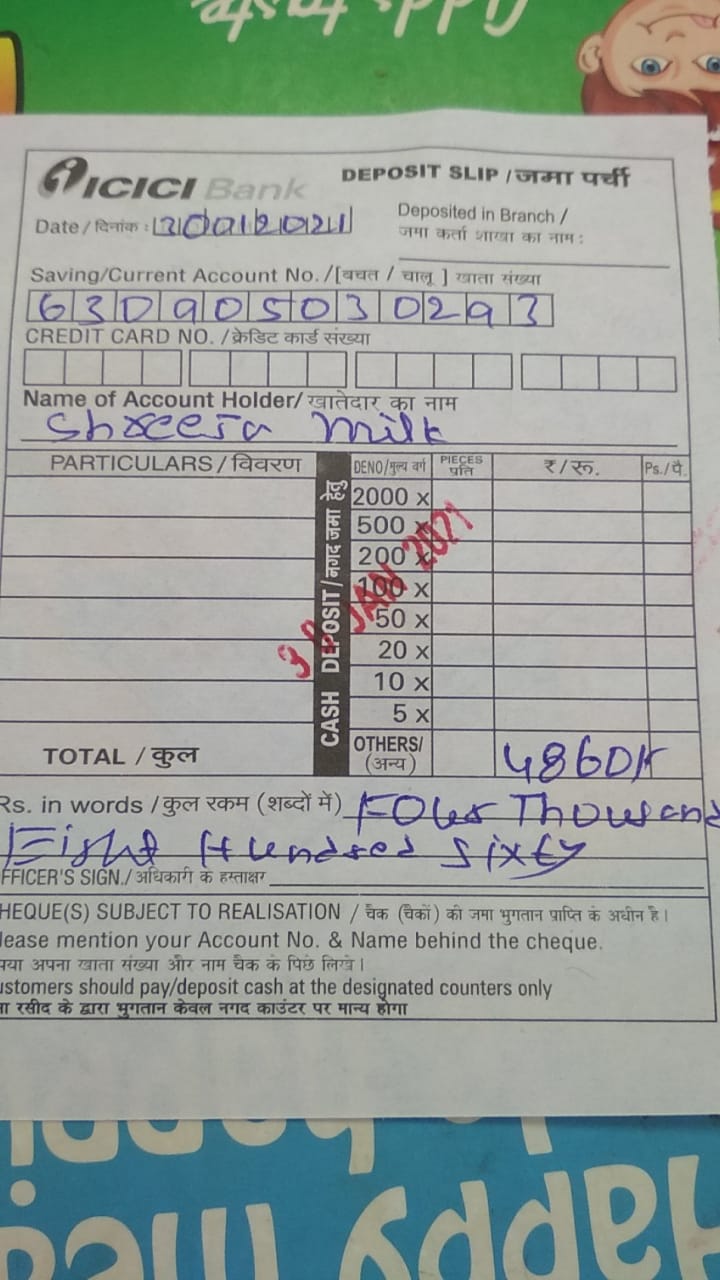 ICICI Bank DEPOSIT SLIP / जमा पर्ची
Date / दिनांक : 30012021
Deposited in Branch /
जमा कर्ता शाखा का नाम :
Saving/Current Account No. /[बचत / चालू ] खाता संख्या
630905030293
CREDIT CARD NO. /क्रेडिट कार्ड संख्या
Name of Account Holder/ खातेदार का नाम
Shreeja Milk
PARTICULARS / विवरण
CASH DEPOSIT/नगद जमा हेतु
DENO/मुल्य वर्ग PIECES प्रति ₹/रू. Ps./पै.
2000 x
500 x
200 x
100 x
50 x
20 x
10 x
5 x
30 JAN 2021
TOTAL / कुल OTHERS/ (अन्य) 4860/-
Rs. in words / कुल रकम (शब्दों में) Four Thousand
Eight Hundred Sixty
FFICER'S SIGN./ अधिकारी के हस्ताक्षर
HEQUE(S) SUBJECT TO REALISATION / चैक (चैकों) की जमा भुगतान प्राप्ति के अधीन है।
lease mention your Account No. & Name behind the cheque.
पया अपना खाता संख्या और नाम चैक के पिछे लिखे।
ustomers should pay/deposit cash at the designated counters only
ा रसीद के द्वारा भुगतान केवल नगद काउंटर पर मान्य होगा
Happy